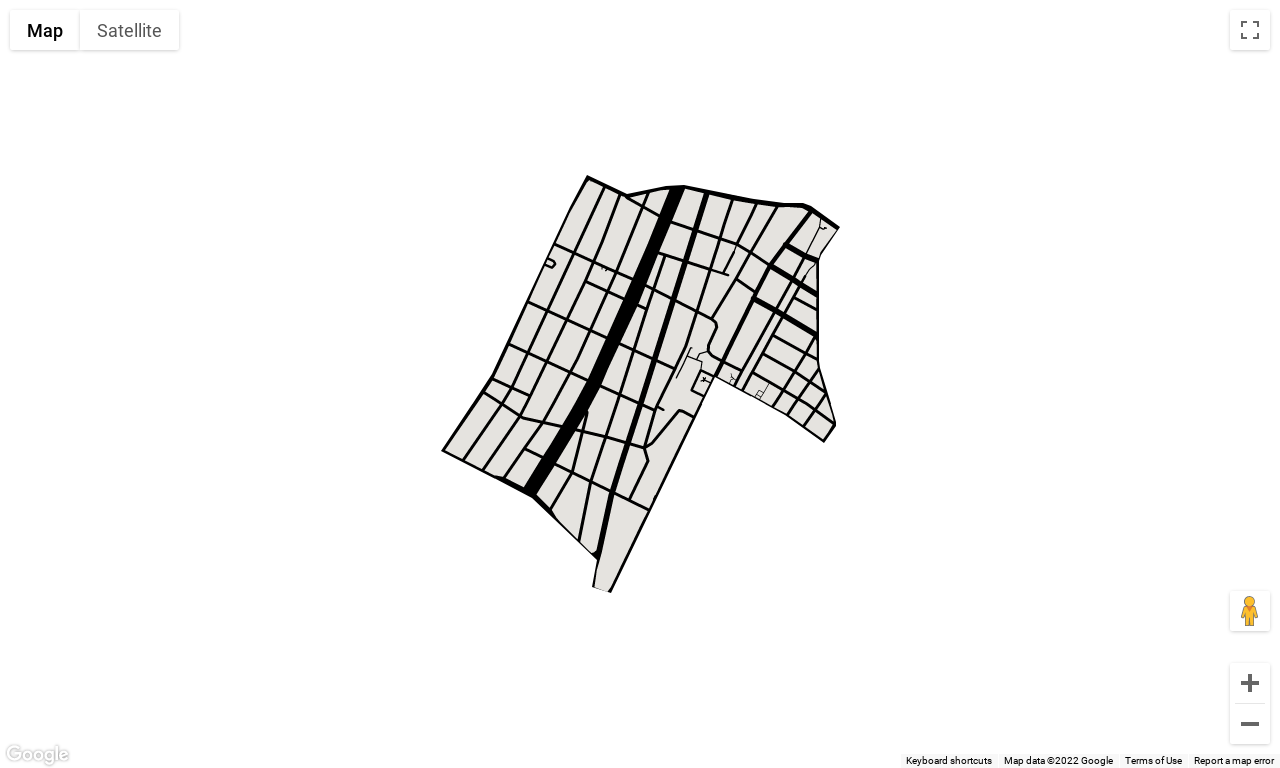 Map Satellite
Google
Keyboard shortcuts Map data ©2022 Google Terms of Use Report a map error